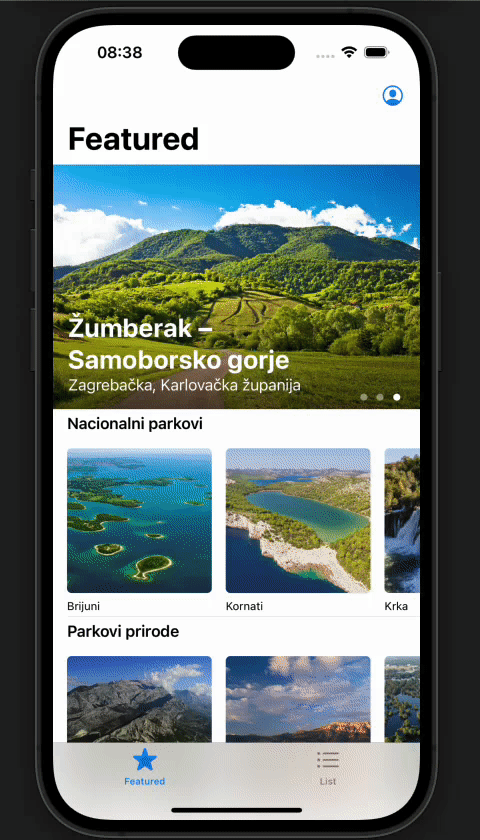 08:38
Featured
Žumberak –
Samoborsko gorje
Zagrebačka, Karlovačka županija
Nacionalni parkovi
Brijuni
Kornati
Krka
Parkovi prirode
Featured
List